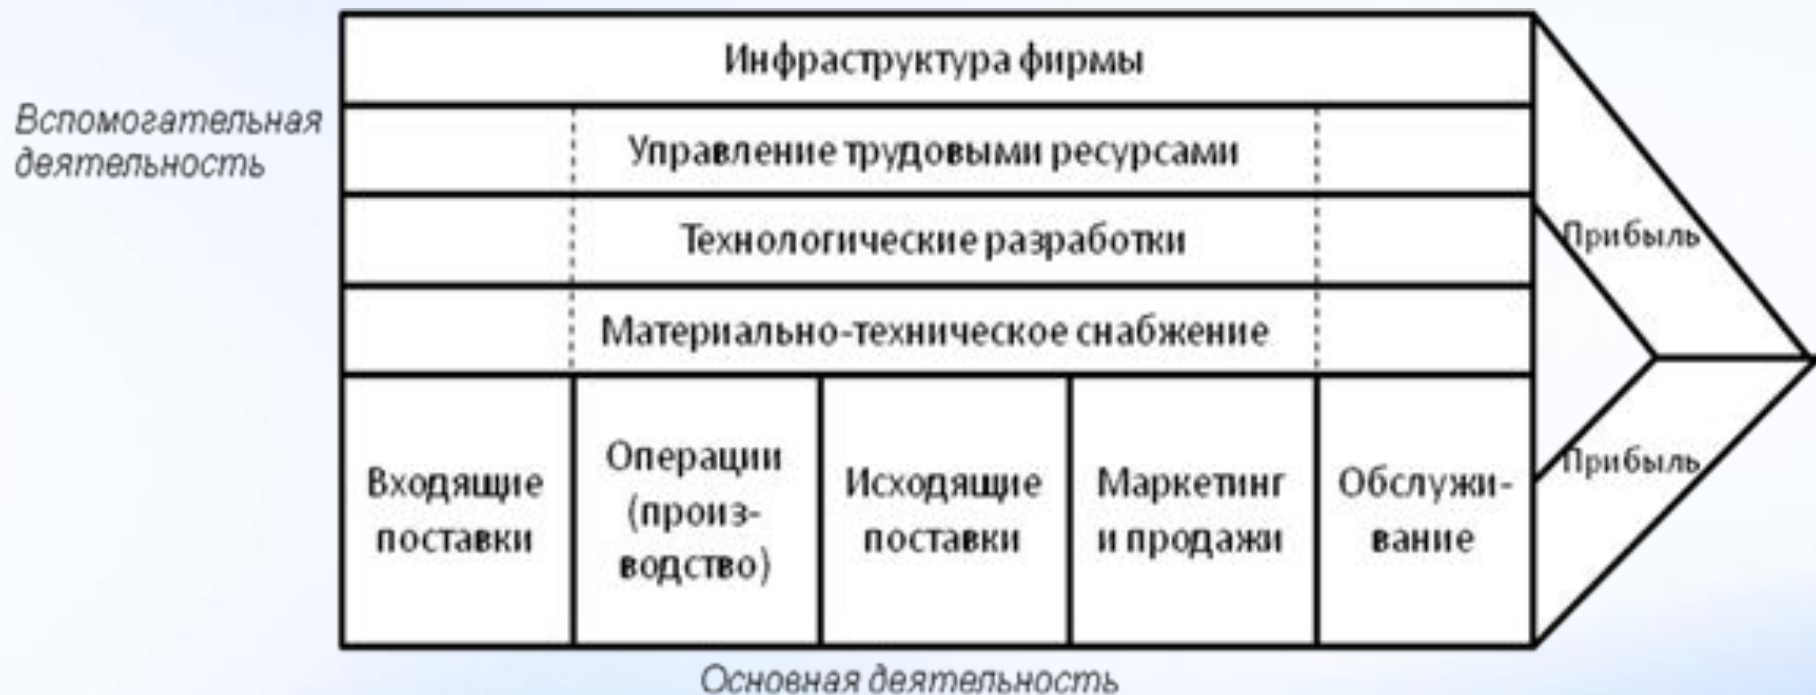 Инфраструктура фирмы
Вспомогательная
деятельность
Управление трудовыми ресурсами
Технологические разработки
Прибыль
Материально-техническое снабжение
Входящие
поставки
Операции
(произ-
водство)
Исходящие
поставки
Маркетинг
и продажи
Обслужи-
вание
Прибыль
Основная деятельность